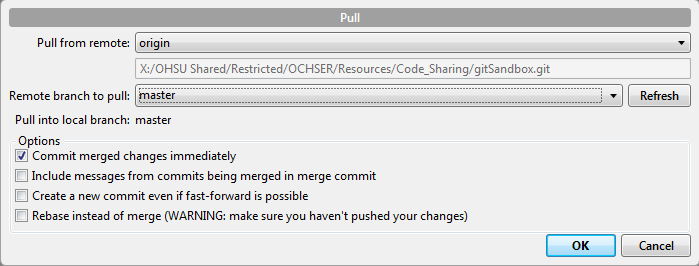 Pull
Pull from remote: origin
X:/OHSU Shared/Restricted/OCHSER/Resources/Code_Sharing/gitSandbox.git
Remote branch to pull: master Refresh
Pull into local branch: master
Options
Commit merged changes immediately
Include messages from commits being merged in merge commit
Create a new commit even if fast-forward is possible
Rebase instead of merge (WARNING: make sure you haven't pushed your changes)
OK Cancel